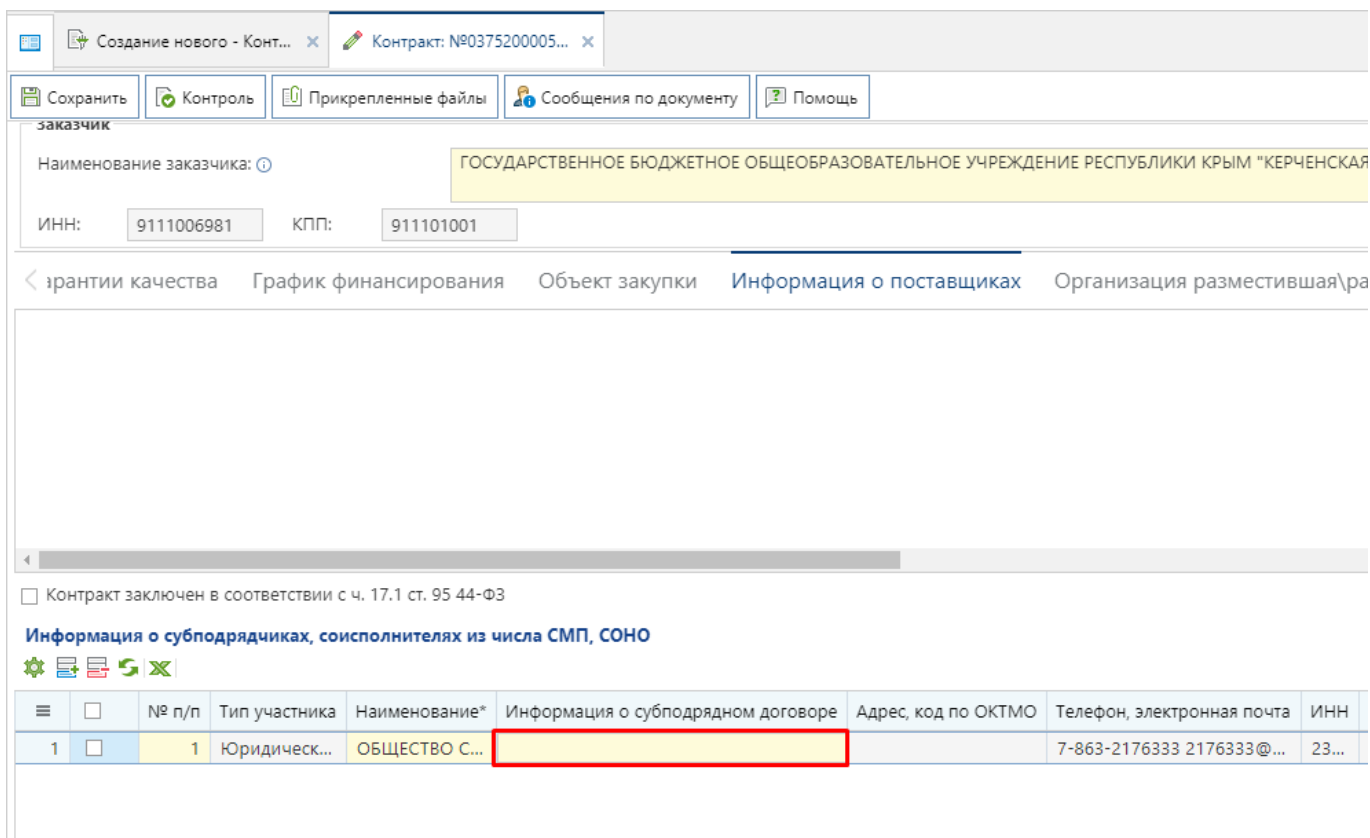 Создание нового - Конт... Контракт: №0375200005...
Сохранить Контроль Прикрепленные файлы Сообщения по документу Помощь
Заказчик
Наименование заказчика: ГОСУДАРСТВЕННОЕ БЮДЖЕТНОЕ ОБЩЕОБРАЗОВАТЕЛЬНОЕ УЧРЕЖДЕНИЕ РЕСПУБЛИКИ КРЫМ "КЕРЧЕНСКАЯ
ИНН: 9111006981 КПП: 911101001
арантии качества График финансирования Объект закупки Информация о поставщиках Организация разместившая\ра
Контракт заключен в соответствии с ч. 17.1 ст. 95 44-ФЗ
Информация о субподрядчиках, соисполнителях из числа СМП, СОНО
№ п/п Тип участника Наименование* Информация о субподрядном договоре Адрес, код по ОКТМО Телефон, электронная почта ИНН
1 1 Юридическ... ОБЩЕСТВО С... 7-863-2176333 2176333@... 23...